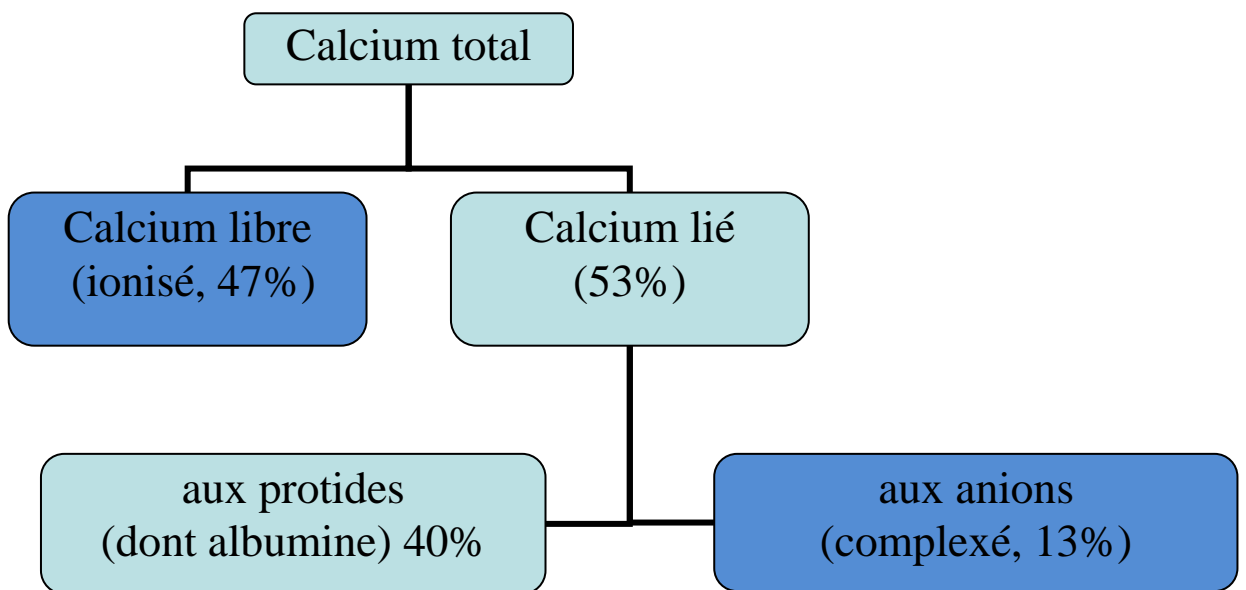 Calcium total
Calcium libre
(ionisé, 47%)
Calcium lié
(53%)
aux protides
(dont albumine) 40%
aux anions
(complexé, 13%)